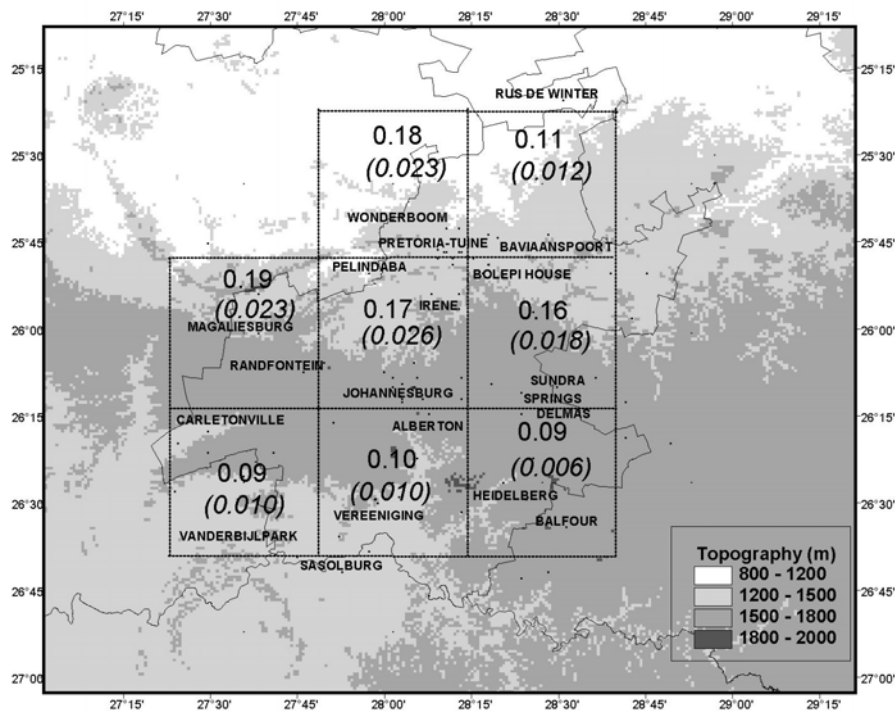 27°15' 27°30' 27°45' 28°00' 28°15' 28°30' 28°45' 29°00' 29°15'
25°15' 25°15'
RUS DE WINTER
0.18 0.11
25°30' 25°30'
(0.023) (0.012)
WONDERBOOM
25°45' PRETORIA-TUINE BAVIAANSPOORT 25°45'
PELINDABA BOLEPI HOUSE
0.19 0.17 IRENE 0.16
(0.023) (0.026) (0.018)
26°00' 26°00'
MAGALIESBURG
RANDFONTEIN
SUNDRA
JOHANNESBURG SPRINGS
26°15' CARLETONVILLE ALBERTON DELMAS 26°15'
0.09 0.10 0.09
(0.010) (0.010) (0.006)
26°30' HEIDELBERG 26°30'
VANDERBIJLPARK VEREENIGING BALFOUR
SASOLBURG
26°45' 26°45'
Topography (m)
800 - 1200
1200 - 1500
1500 - 1800
1800 - 2000
27°00' 27°00'
27°15' 27°30' 27°45' 28°00' 28°15' 28°30' 28°45' 29°00' 29°15'